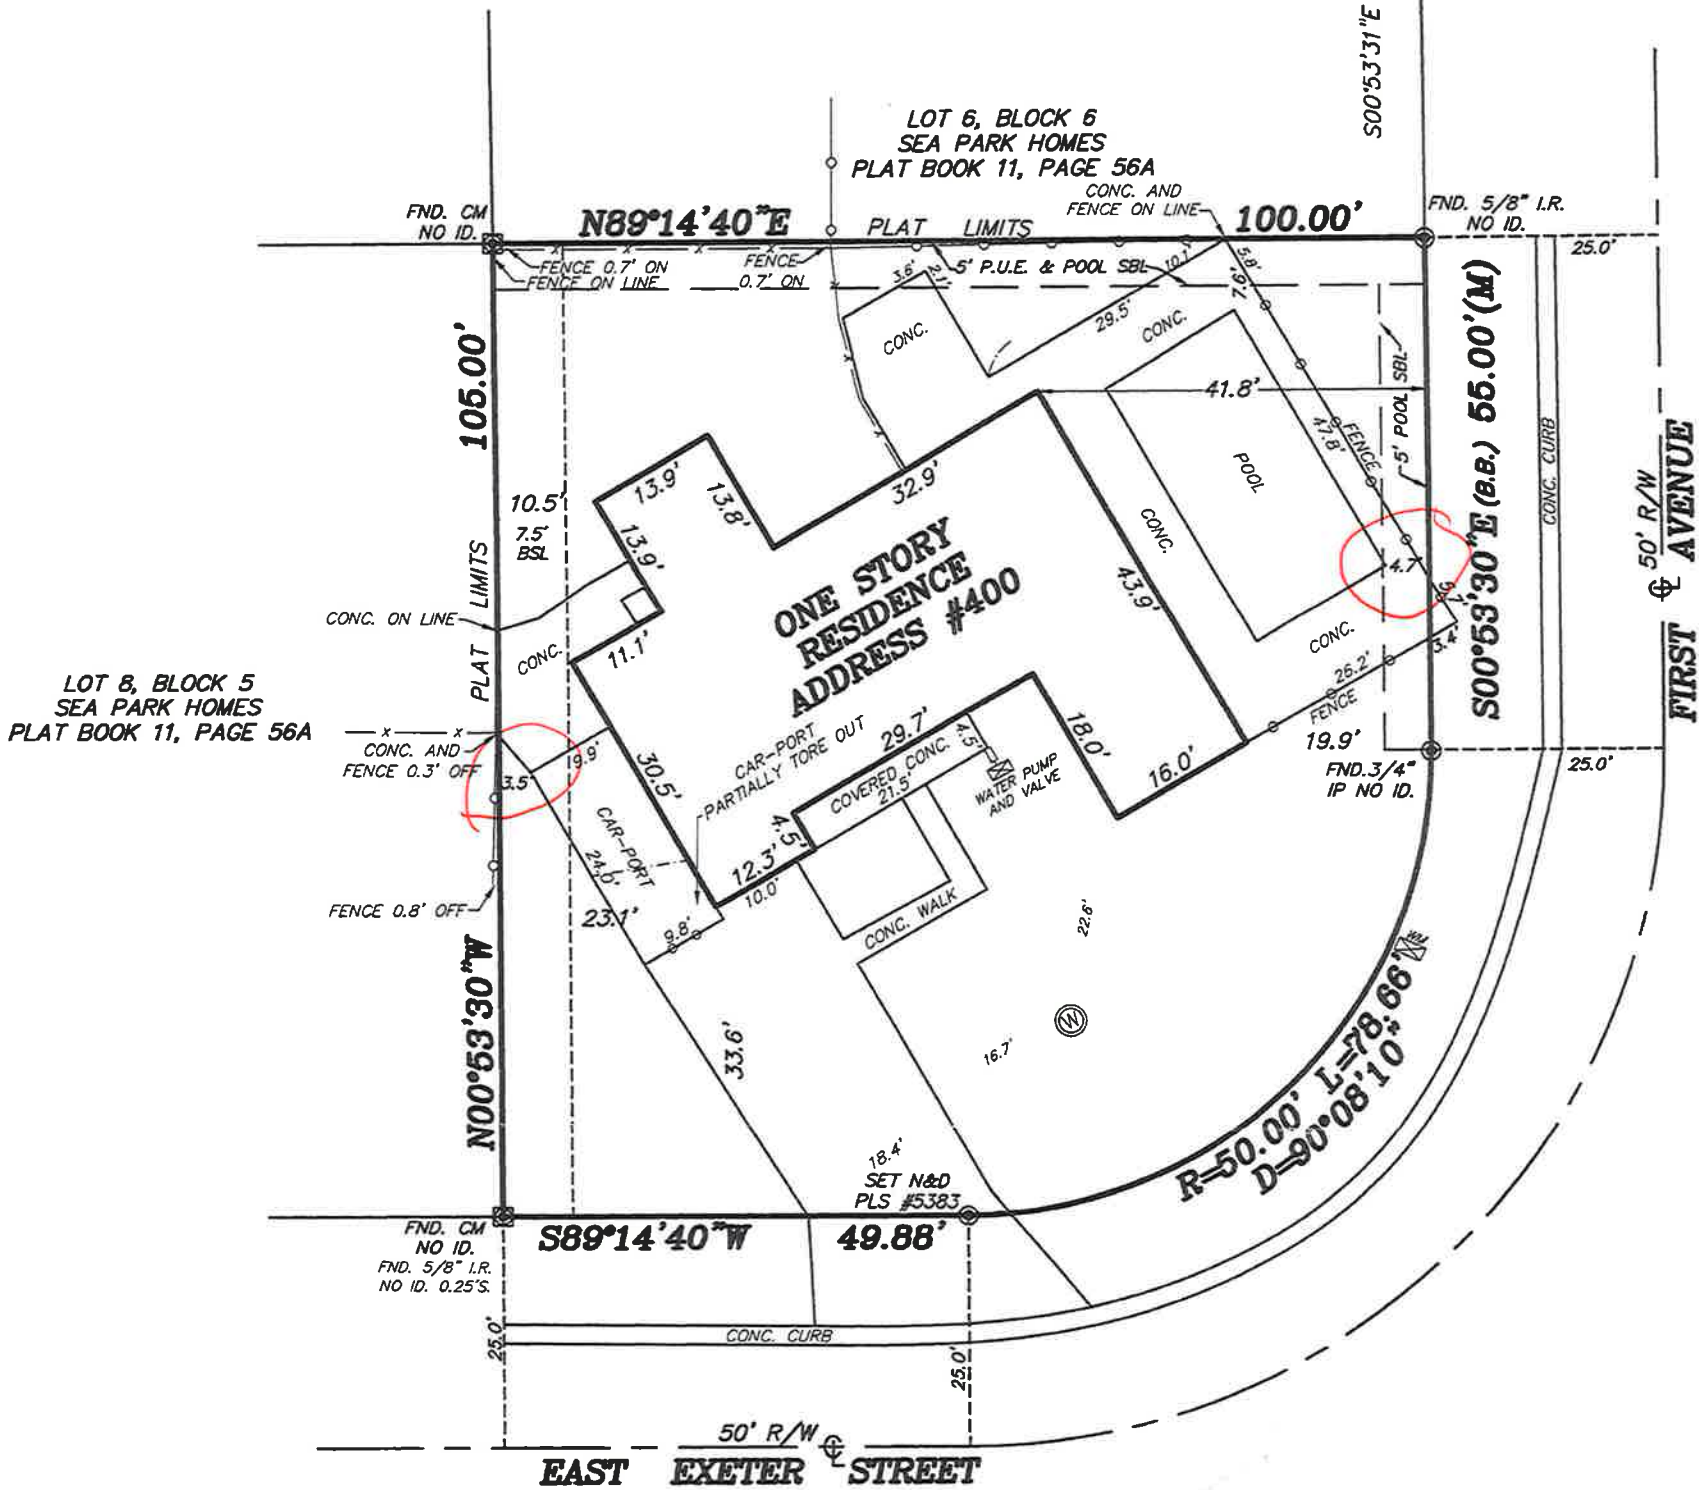 S00°53'31"E
LOT 6, BLOCK 6
SEA PARK HOMES
PLAT BOOK 11, PAGE 56A
CONC. AND
FENCE ON LINE
FND. CM
NO ID.
N89°14'40"E
PLAT LIMITS
100.00'
FND. 5/8" I.R.
NO ID.
25.0'
FENCE 0.7' ON
FENCE ON LINE
FENCE
0.7' ON
5' P.U.E. & POOL SBL
3.6'
2.1'
10.1'
5.8'
7.6'
CONC.
29.5'
CONC.
105.00'
41.8'
5' POOL SBL
FENCE
47.8'
POOL
S00°53'30"E (B.B.) 55.00'(M)
CONC. CURB
50' R/W
FIRST AVENUE
10.5'
7.5'
BSL
13.9'
13.8'
13.9'
32.9'
CONC.
43.9'
ONE STORY
RESIDENCE
ADDRESS #400
4.7'
9.7'
3.4'
CONC.
26.2'
FENCE
19.9'
FND.3/4"
IP NO ID.
25.0'
PLAT LIMITS
CONC. ON LINE
CONC.
11.1'
LOT 8, BLOCK 5
SEA PARK HOMES
PLAT BOOK 11, PAGE 56A
CONC. AND
FENCE 0.3' OFF
3.5'
9.9'
30.5'
CAR-PORT
PARTIALLY TORE OUT
29.7'
COVERED CONC.
21.5'
4.5'
WATER PUMP
AND VALVE
18.0'
16.0'
CAR-PORT
24.0'
23.1'
4.5'
12.3'
10.0'
9.8'
CONC. WALK
FENCE 0.8' OFF
22.6'
WM
N00°53'30"W
33.6'
16.7'
W
18.4'
SET N&D
PLS #5383
R=50.00' L=78.66'
D=90°08'10"
FND. CM
NO ID.
FND. 5/8" I.R.
NO ID. 0.25'S.
S89°14'40"W
49.88'
25.0'
CONC. CURB
25.0'
50' R/W
EAST EXETER STREET